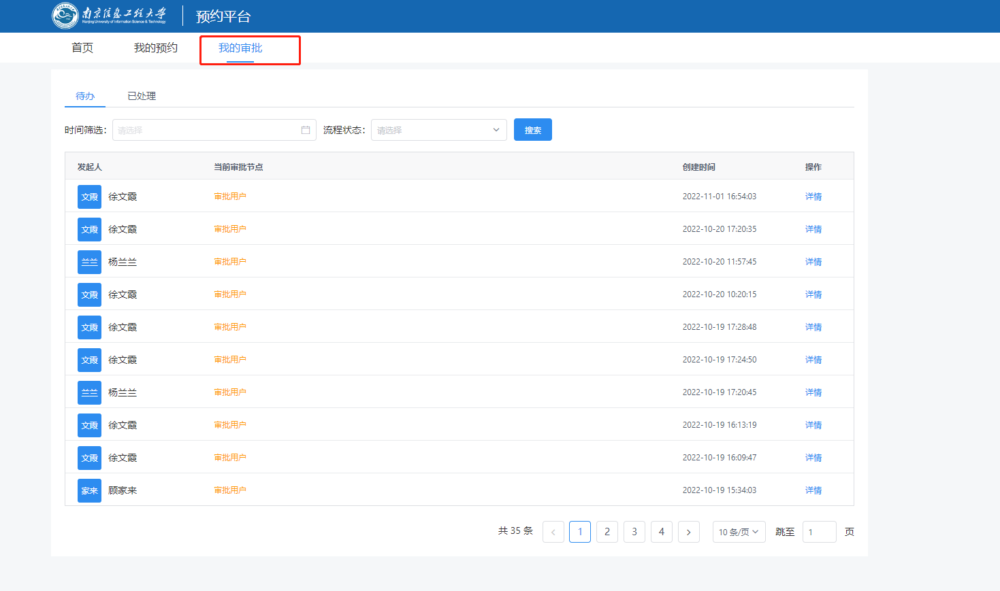 南京信息工程大学 预约平台
Nanjing University of Information Science & Technology
首页 我的预约 我的审批
待办 已处理
时间筛选： 请选择 流程状态： 请选择 搜索
发起人 当前审批节点 创建时间 操作
文霞 徐文霞 审批用户 2022-11-01 16:54:03 详情
文霞 徐文霞 审批用户 2022-10-20 17:20:35 详情
兰兰 杨兰兰 审批用户 2022-10-20 11:57:45 详情
文霞 徐文霞 审批用户 2022-10-20 10:20:15 详情
文霞 徐文霞 审批用户 2022-10-19 17:28:48 详情
文霞 徐文霞 审批用户 2022-10-19 17:24:50 详情
兰兰 杨兰兰 审批用户 2022-10-19 17:20:45 详情
文霞 徐文霞 审批用户 2022-10-19 16:13:19 详情
文霞 徐文霞 审批用户 2022-10-19 16:09:47 详情
家来 顾家来 审批用户 2022-10-19 15:34:03 详情
共 35 条 < 1 2 3 4 > 10 条/页 跳至 1 页